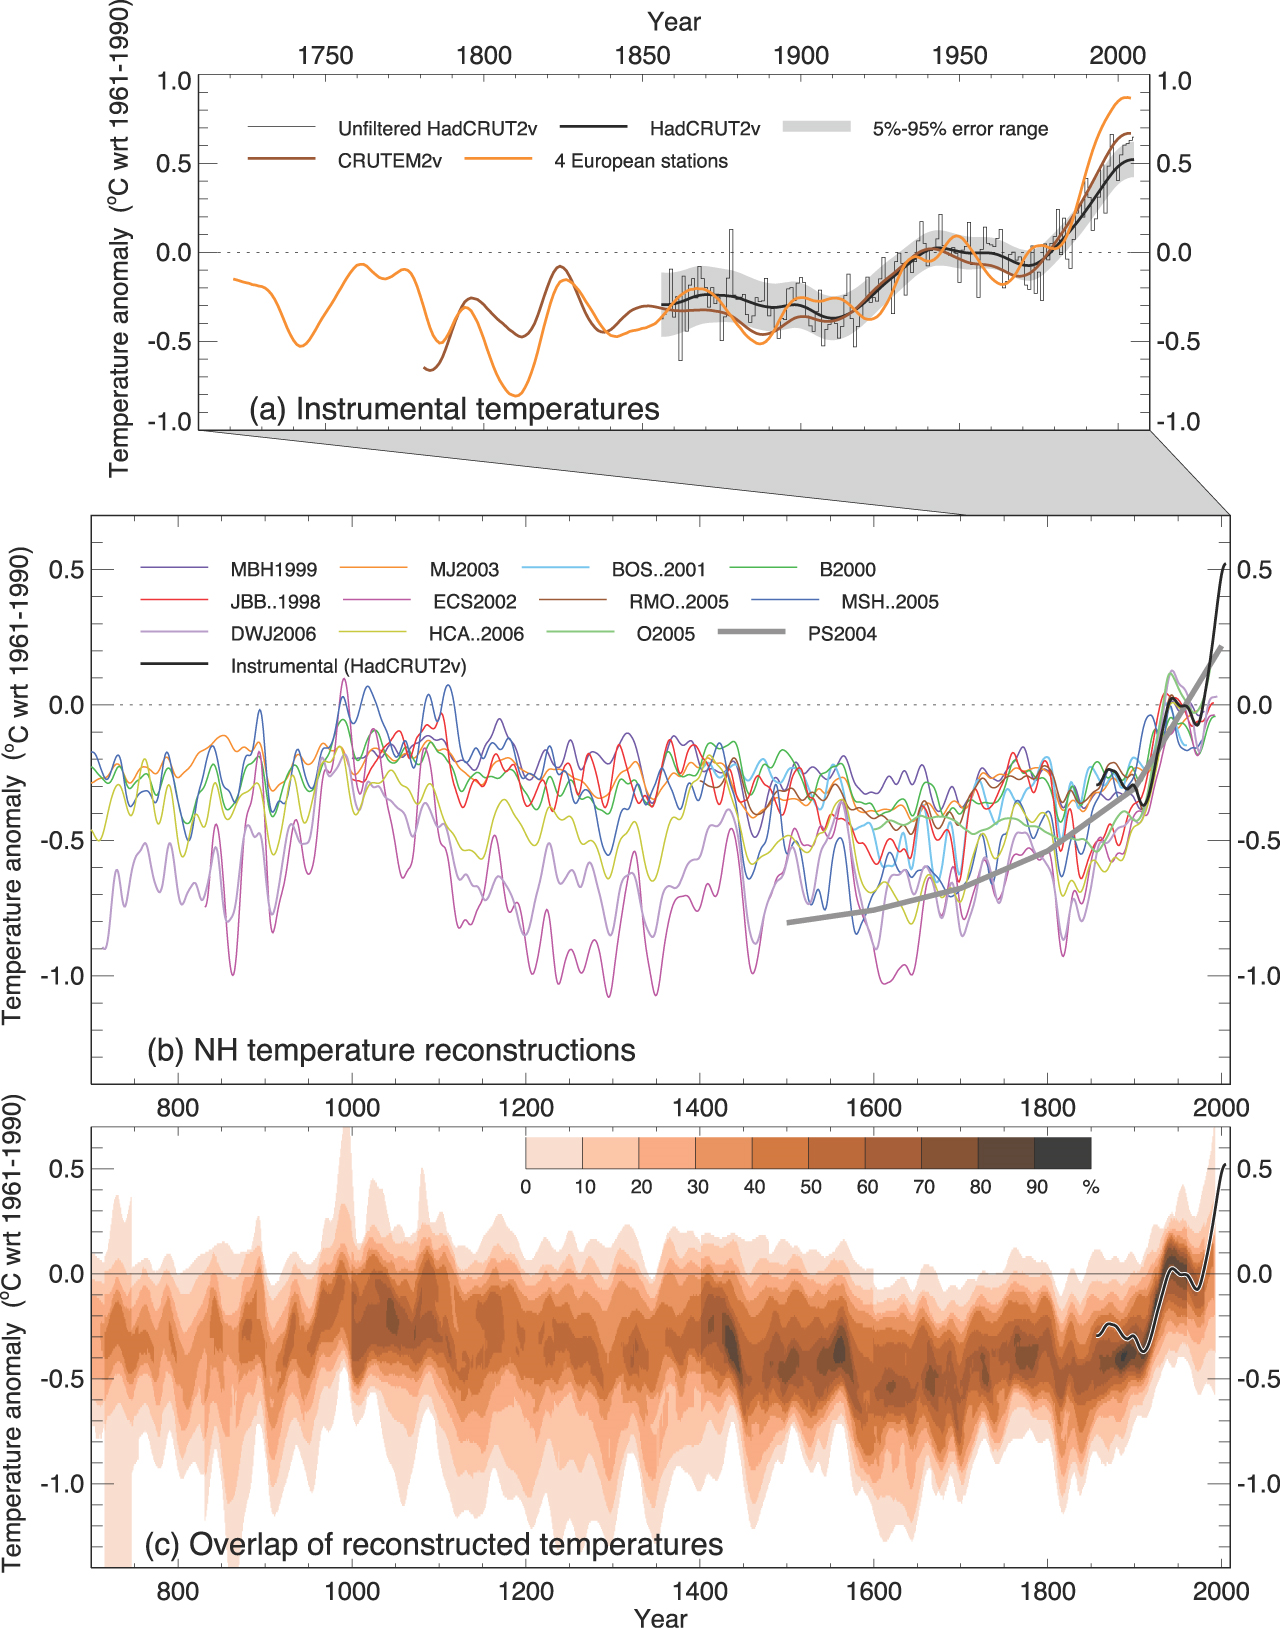 Year
1750 1800 1850 1900 1950 2000
Temperature anomaly (°C wrt 1961-1990)
1.0 1.0
Unfiltered HadCRUT2v HadCRUT2v 5%-95% error range
CRUTEM2v 4 European stations
0.5 0.5
0.0 0.0
-0.5 -0.5
(a) Instrumental temperatures
-1.0 -1.0
Temperature anomaly (°C wrt 1961-1990)
0.5 0.5
MBH1999 MJ2003 BOS..2001 B2000
JBB..1998 ECS2002 RMO..2005 MSH..2005
DWJ2006 HCA..2006 O2005 PS2004
Instrumental (HadCRUT2v)
0.0 0.0
-0.5 -0.5
-1.0 -1.0
(b) NH temperature reconstructions
800 1000 1200 1400 1600 1800 2000
Temperature anomaly (°C wrt 1961-1990)
0.5 0.5
0 10 20 30 40 50 60 70 80 90 %
0.0 0.0
-0.5 -0.5
-1.0 -1.0
(c) Overlap of reconstructed temperatures
800 1000 1200 1400 1600 1800 2000
Year